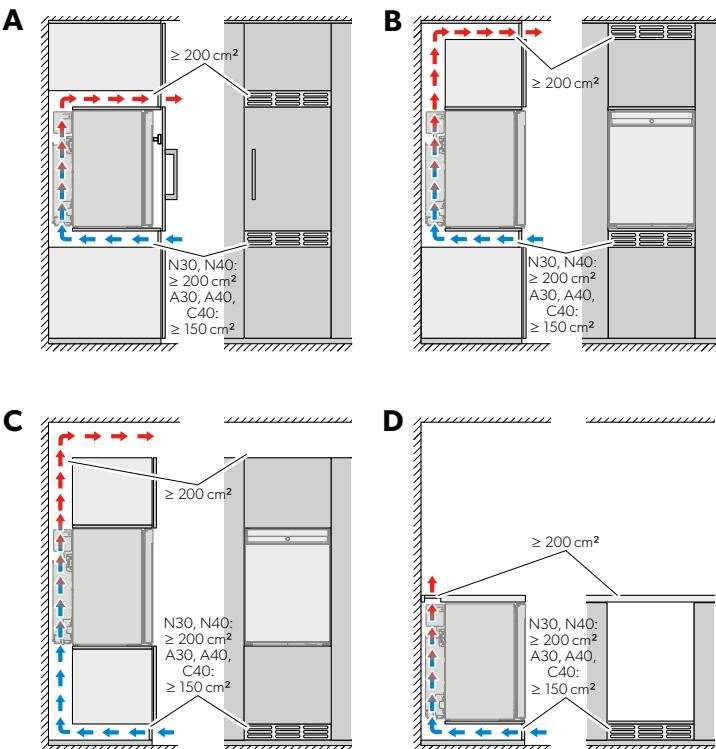 A
≥ 200 cm²
N30, N40:
≥ 200 cm²
A30, A40,
C40:
≥ 150 cm²
B
≥ 200 cm²
N30, N40:
≥ 200 cm²
A30, A40,
C40:
≥ 150 cm²
C
≥ 200 cm²
N30, N40:
≥ 200 cm²
A30, A40,
C40:
≥ 150 cm²
D
≥ 200 cm²
N30, N40:
≥ 200 cm²
A30, A40,
C40:
≥ 150 cm²